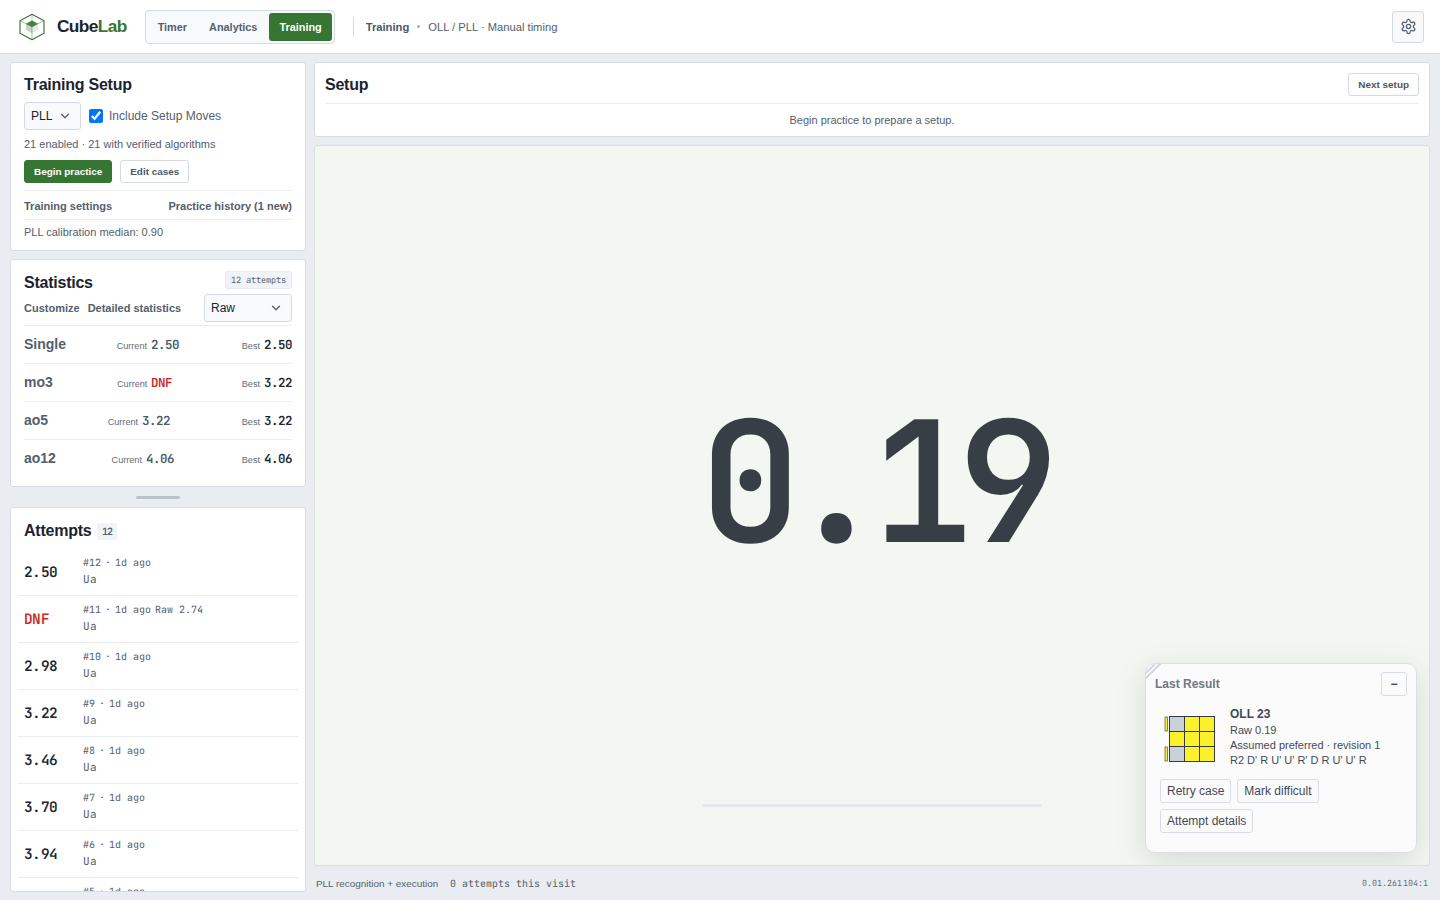 CubeLab
Timer
Analytics
Training
Training • OLL / PLL · Manual timing
Training Setup
PLL
Include Setup Moves
21 enabled · 21 with verified algorithms
Begin practice
Edit cases
Training settings
Practice history (1 new)
PLL calibration median: 0.90
Statistics
12 attempts
Customize
Detailed statistics
Raw
Single Current 2.50 Best 2.50
mo3 Current DNF Best 3.22
ao5 Current 3.22 Best 3.22
ao12 Current 4.06 Best 4.06
Attempts 12
2.50 #12 · 1d ago
Ua
DNF #11 · 1d ago Raw 2.74
Ua
2.98 #10 · 1d ago
Ua
3.22 #9 · 1d ago
Ua
3.46 #8 · 1d ago
Ua
3.70 #7 · 1d ago
Ua
3.94 #6 · 1d ago
Ua
#5 · 1d ago
Setup
Next setup
Begin practice to prepare a setup.
0.19
Last Result
–
OLL 23
Raw 0.19
Assumed preferred · revision 1
R2 D' R U' U' R' D R U' U' R
Retry case
Mark difficult
Attempt details
PLL recognition + execution
0 attempts this visit
0.01.261104:1